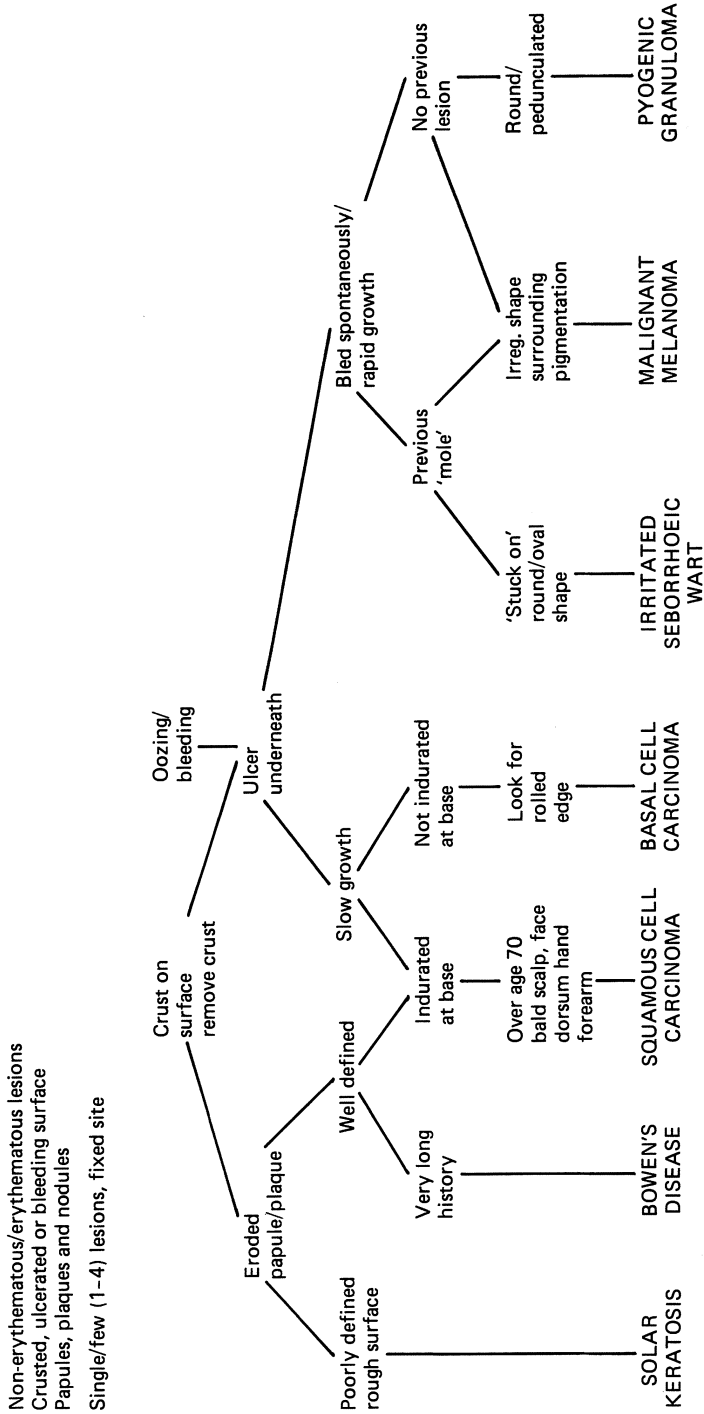 Non-erythematous/erythematous lesions
Crusted, ulcerated or bleeding surface
Papules, plaques and nodules
Single/few (1–4) lesions, fixed site
Crust on
surface
remove crust
Oozing/
bleeding
Eroded
papule/plaque
Ulcer
underneath
Poorly defined
rough surface
Well defined
Slow growth
Bled spontaneously/
rapid growth
Very long
history
Indurated
at base
Not indurated
at base
Previous
'mole'
No previous
lesion
Over age 70
bald scalp, face
dorsum hand
forearm
Look for
rolled
edge
'Stuck on'
round/oval
shape
Irreg. shape
surrounding
pigmentation
Round/
pedunculated
SOLAR
KERATOSIS
BOWEN'S
DISEASE
SQUAMOUS CELL
CARCINOMA
BASAL CELL
CARCINOMA
IRRITATED
SEBORRHOEIC
WART
MALIGNANT
MELANOMA
PYOGENIC
GRANULOMA